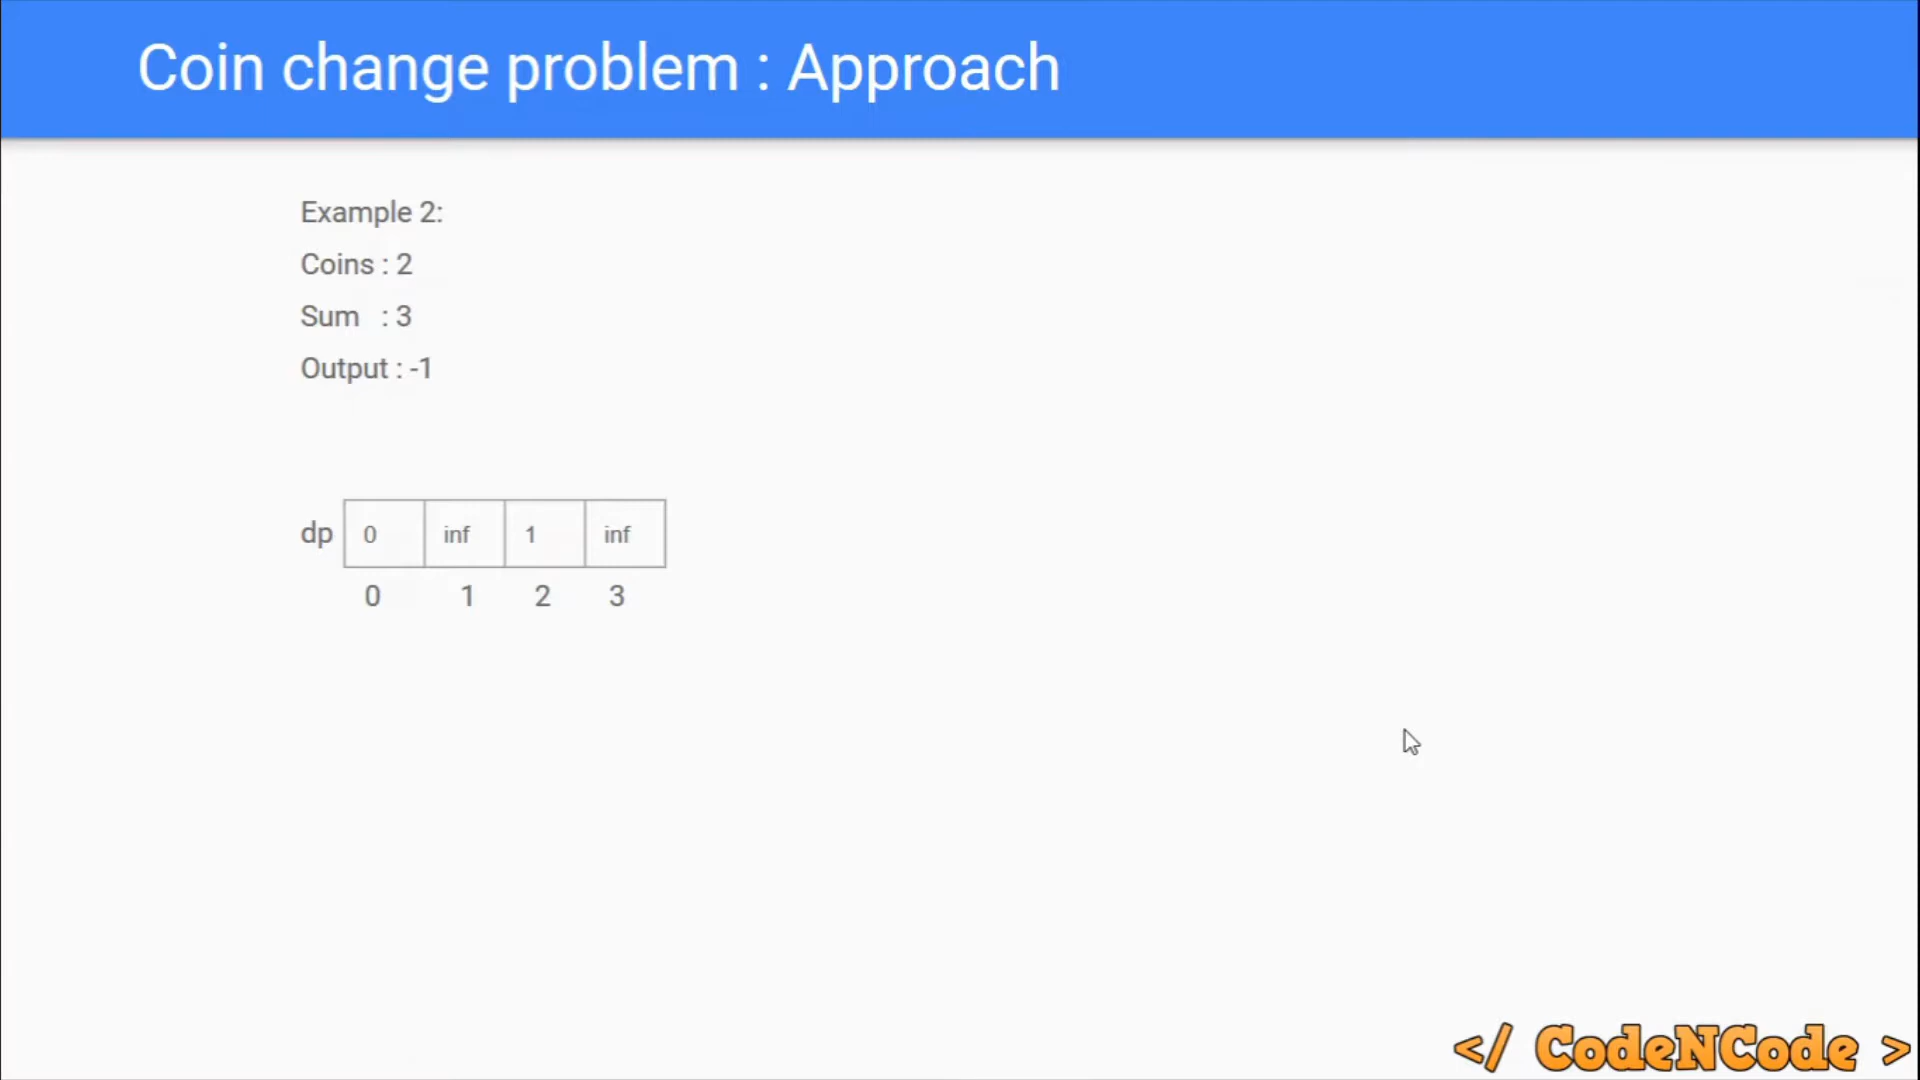 Coin change problem : Approach
Example 2:
Coins : 2
Sum : 3
Output : -1
dp 0 inf 1 inf
0 1 2 3
</ CodeNCode >